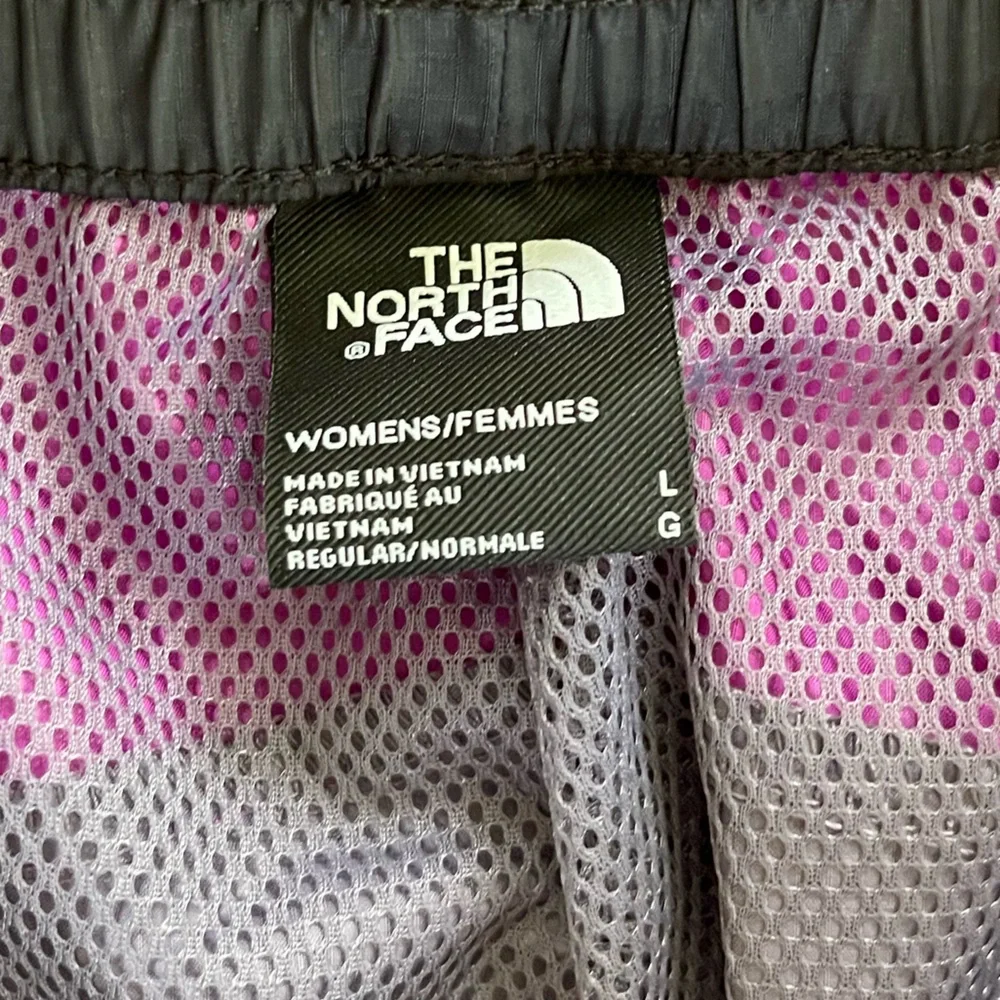 THE
NORTH
®FACE
WOMENS/FEMMES
MADE IN VIETNAM
FABRIQUÉ AU
VIETNAM
REGULAR/NORMALE
L
G